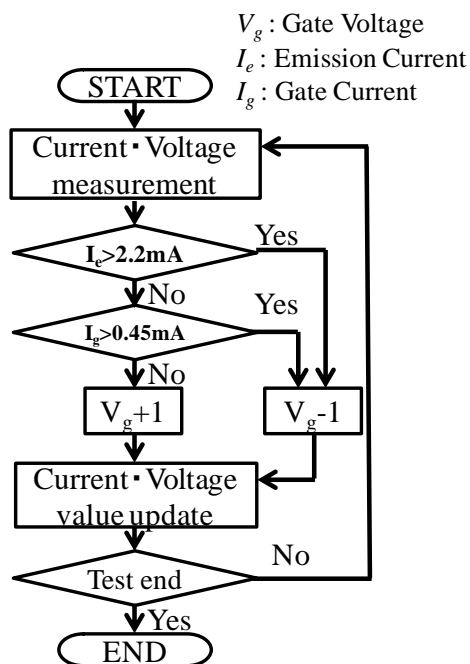 V_g : Gate Voltage
I_e : Emission Current
I_g : Gate Current
START
Current・Voltage
measurement
I_e>2.2mA
Yes
No
I_g>0.45mA
Yes
No
V_g+1
V_g-1
Current・Voltage
value update
Test end
No
Yes
END